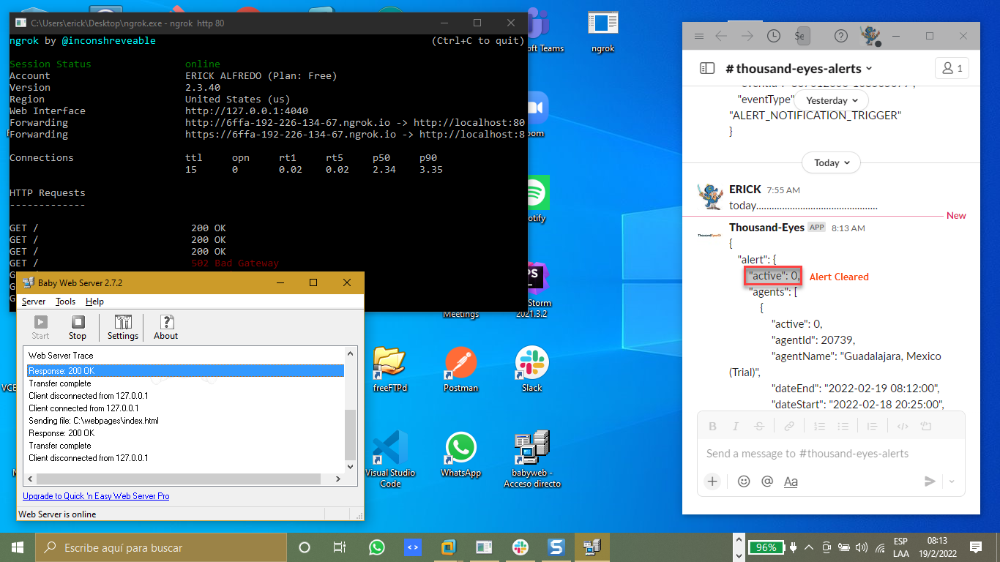 C:\Users\erick\Desktop\ngrok.exe - ngrok http 80
ngrok by @inconshreveable (Ctrl+C to quit)
Session Status online
Account ERICK ALFREDO (Plan: Free)
Version 2.3.40
Region United States (us)
Web Interface http://127.0.0.1:4040
Forwarding http://6ffa-192-226-134-67.ngrok.io -> http://localhost:80
Forwarding https://6ffa-192-226-134-67.ngrok.io -> http://localhost:8
Connections ttl opn rt1 rt5 p50 p90
15 0 0.02 0.02 2.34 3.35
HTTP Requests
-------------
GET / 200 OK
GET / 200 OK
GET / 200 OK
GET / 502 Bad Gateway
G
G
G
Baby Web Server 2.7.2
Server Tools Help
Start Stop Settings About
Web Server Trace
Response: 200 OK
Transfer complete
Client disconnected from 127.0.0.1
Client connected from 127.0.0.1
Sending file: C:\webpages\index.html
Response: 200 OK
Transfer complete
Client disconnected from 127.0.0.1
Upgrade to Quick 'n Easy Web Server Pro
Web Server is online
oft Teams
ngrok
oom
otify
Meetings
Storm
2021.3.2
freeFTPd
Postman
Slack
Visual Studio
Code
WhatsApp
babyweb -
Acceso directo
Se
# thousand-eyes-alerts
1
"eventType"
Yesterday
"ALERT_NOTIFICATION_TRIGGER"
}
Today
ERICK 7:55 AM
today...............................................
New
Thousand-Eyes APP 8:13 AM
{
"alert": {
"active": 0, Alert Cleared
"agents": [
{
"active": 0,
"agentId": 20739,
"agentName": "Guadalajara, Mexico
(Trial)",
"dateEnd": "2022-02-19 08:12:00",
"dateStart": "2022-02-18 20:25:00",
B I S
Send a message to #thousand-eyes-alerts
Aa
Escribe aquí para buscar
96%
ESP
LAA
08:13
19/2/2022